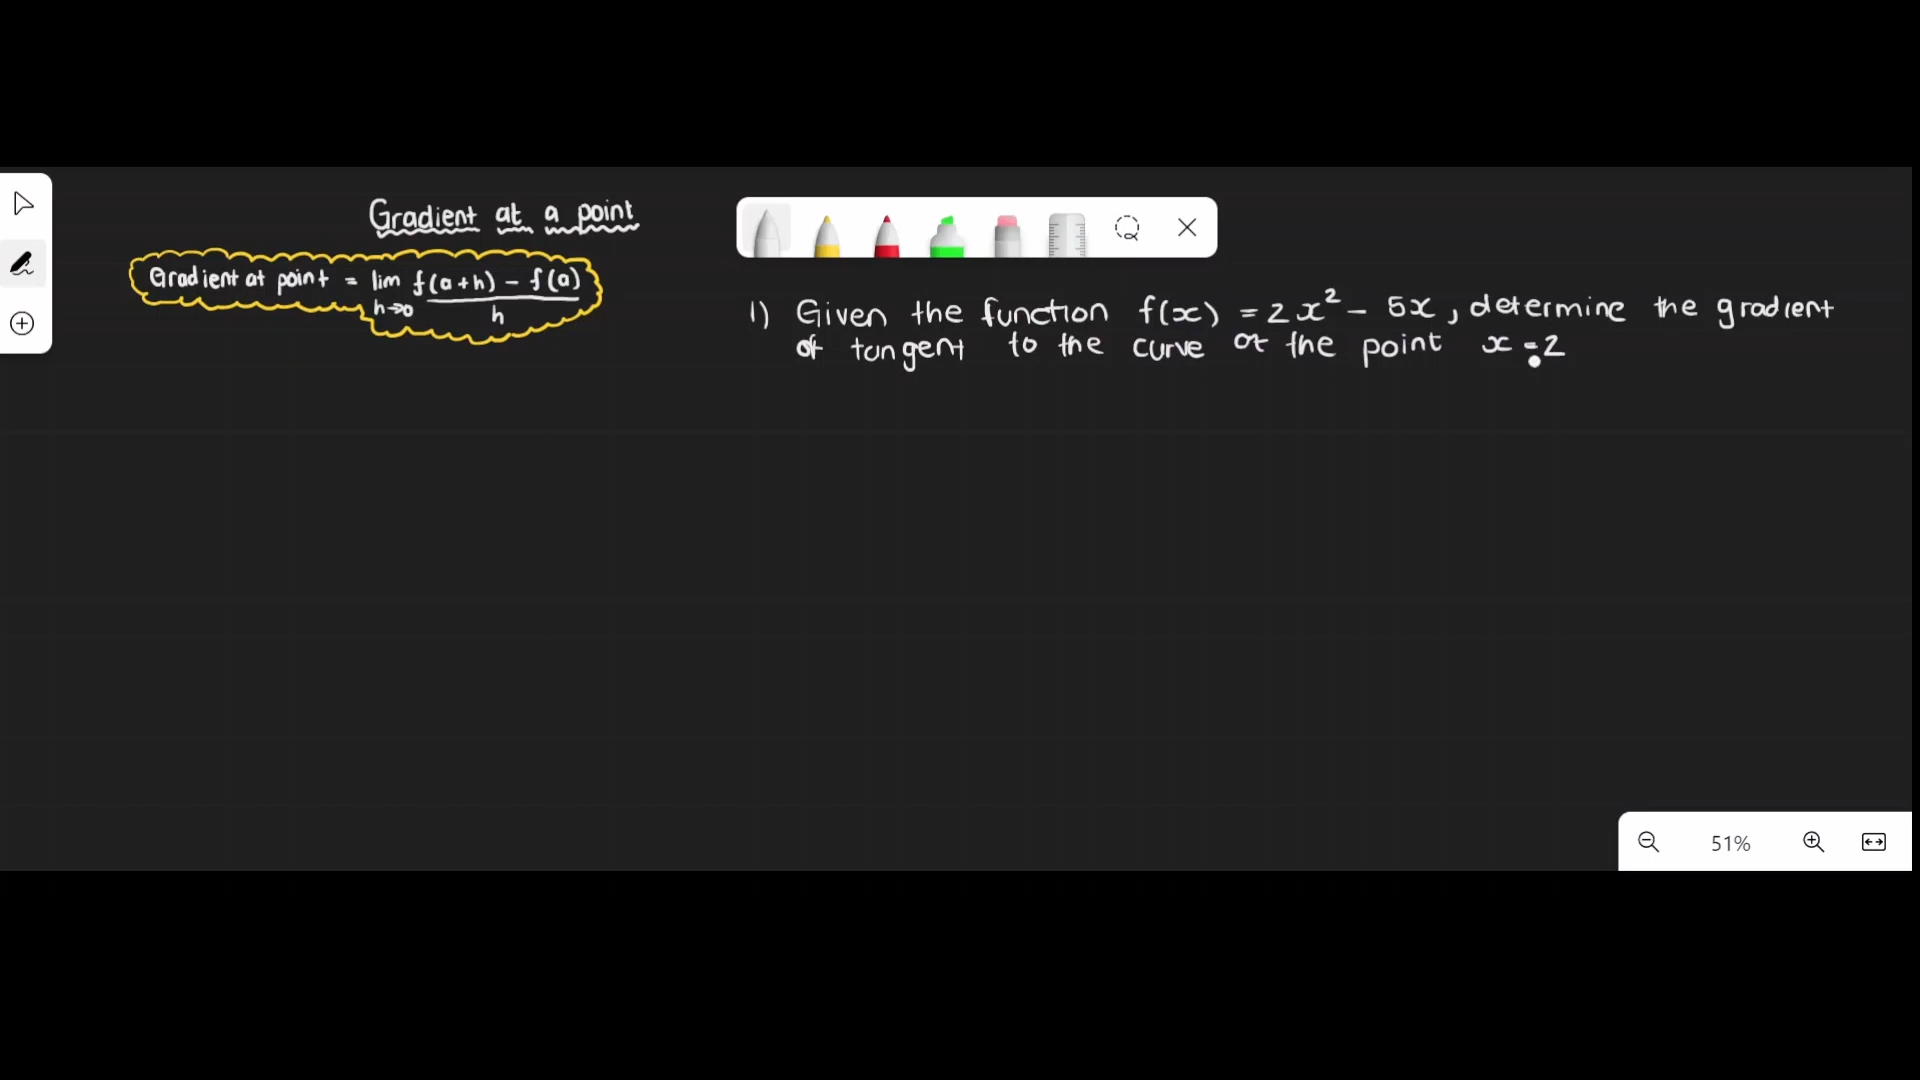 Gradient at a point
Gradient at point = lim h→0 f(a+h) - f(a) / h
1) Given the function f(x) = 2x² - 5x, determine the gradient
of tangent to the curve at the point x = 2
51%